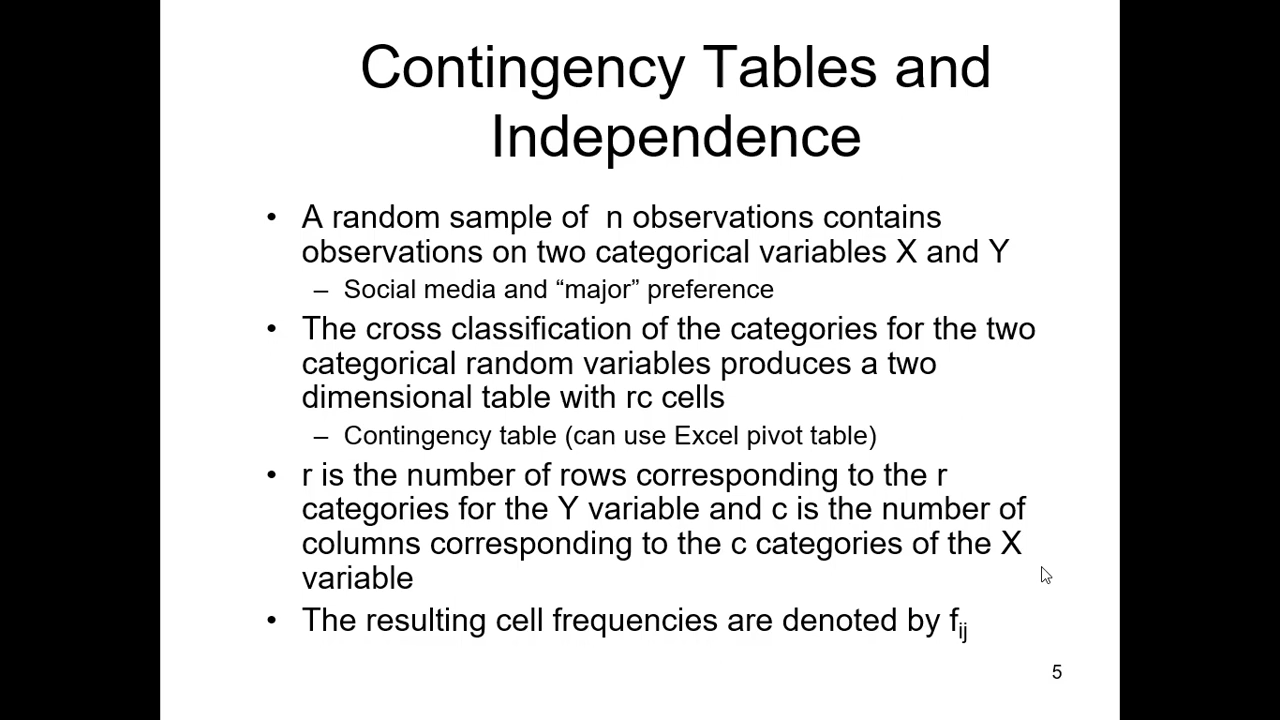 Contingency Tables and
Independence
• A random sample of  n observations contains
observations on two categorical variables X and Y
– Social media and “major” preference
• The cross classification of the categories for the two
categorical random variables produces a two
dimensional table with rc cells
– Contingency table (can use Excel pivot table)
• r is the number of rows corresponding to the r
categories for the Y variable and c is the number of
columns corresponding to the c categories of the X
variable
• The resulting cell frequencies are denoted by fij
5